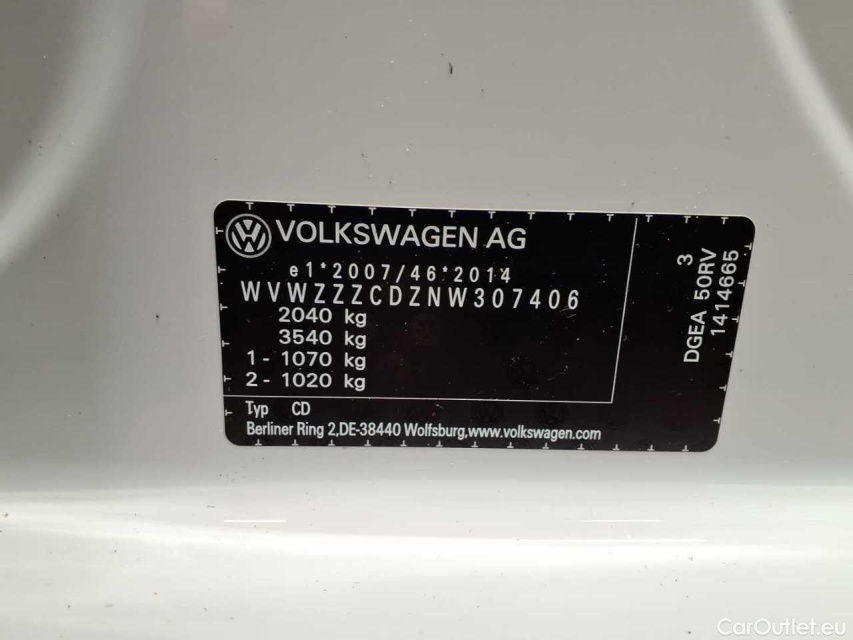 VOLKSWAGEN AG
e1*2007/46*2014
WVWZZZCDZNW307406
2040 kg
3540 kg
1 - 1070 kg
2 - 1020 kg
Typ CD
Berliner Ring 2,DE-38440 Wolfsburg,www.volkswagen.com
3
DGEA 50RV
1414665
CarOutlet.eu